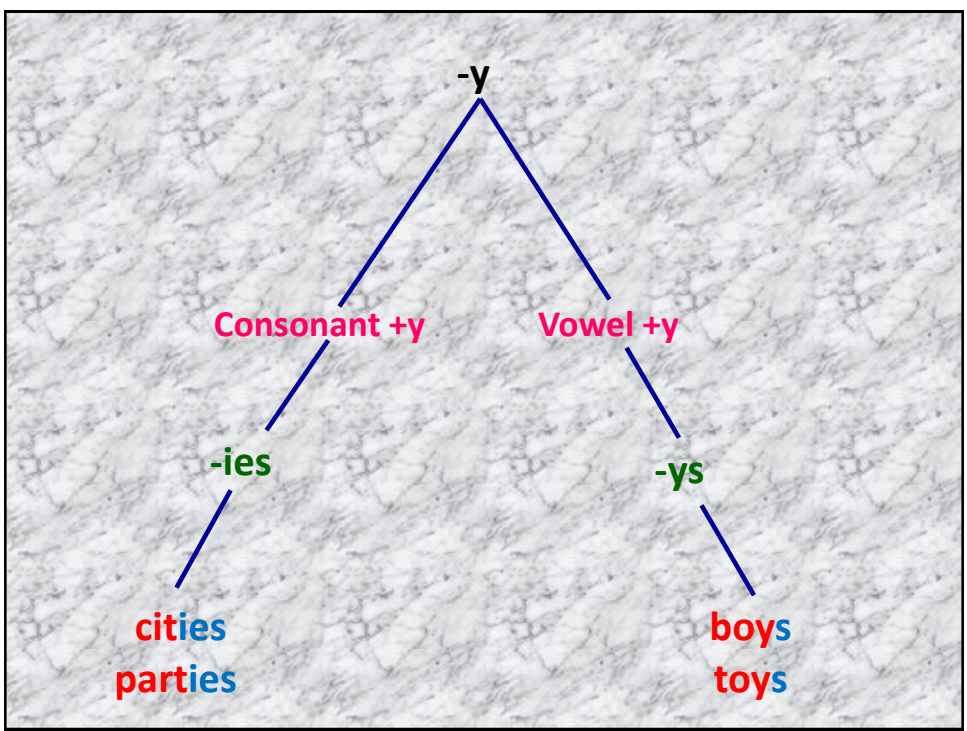 -y
Consonant +y
Vowel +y
-ies
-ys
cities
boys
parties
toys